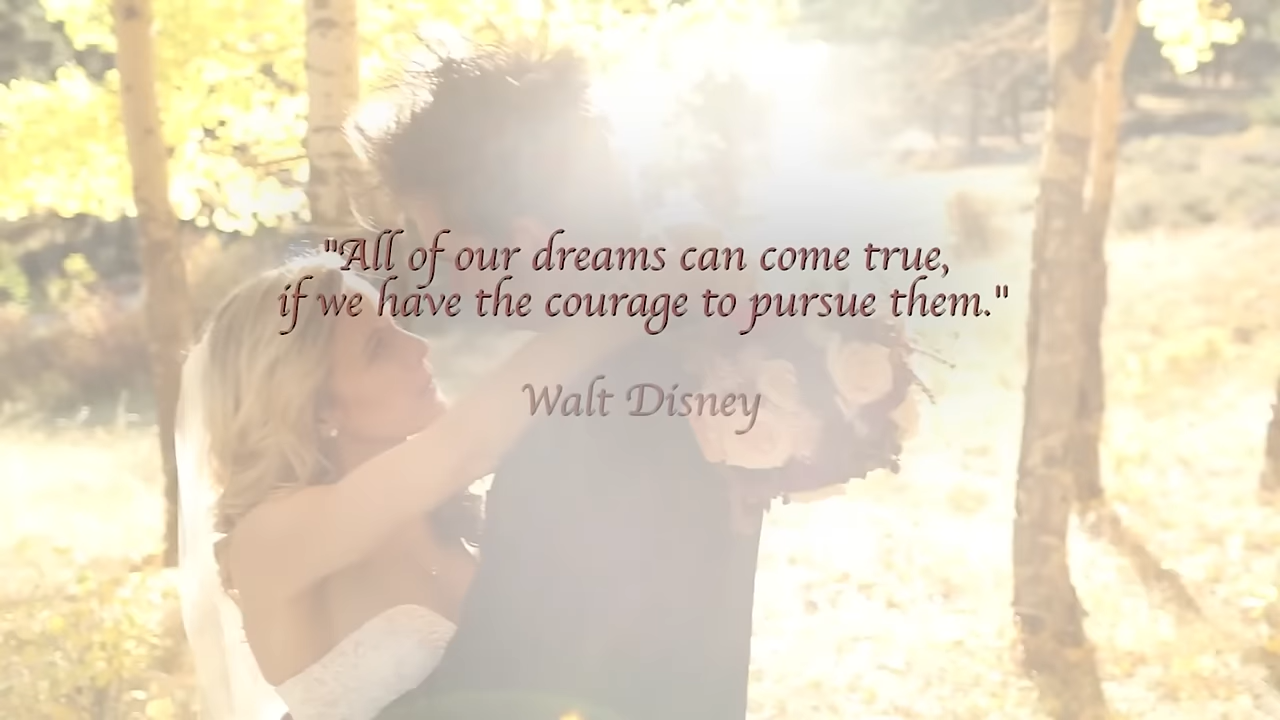 "All of our dreams can come true,
if we have the courage to pursue them."
Walt Disney